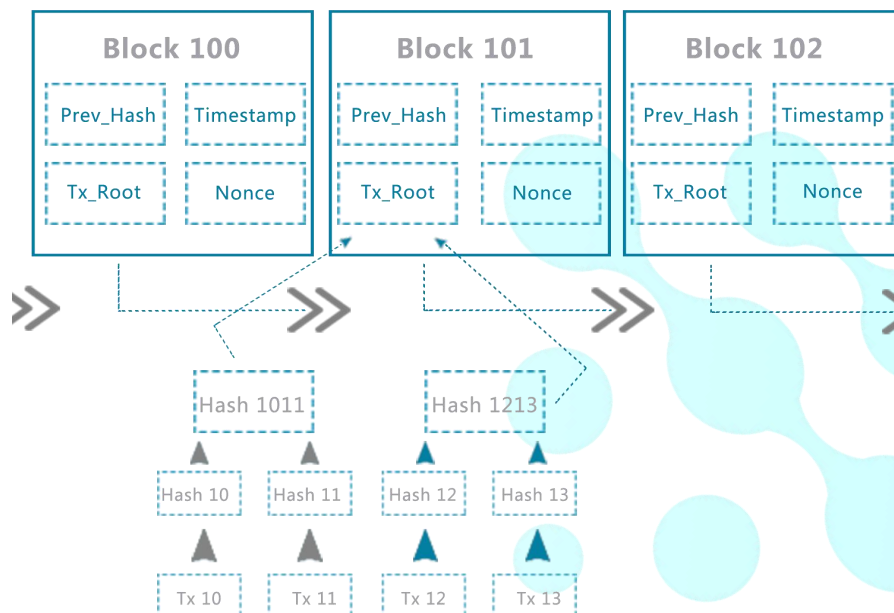 Block 100
Block 101
Block 102
Prev_Hash
Timestamp
Prev_Hash
Timestamp
Prev_Hash
Timestamp
Tx_Root
Nonce
Tx_Root
Nonce
Tx_Root
Nonce
Hash 1011
Hash 1213
Hash 10
Hash 11
Hash 12
Hash 13
Tx 10
Tx 11
Tx 12
Tx 13